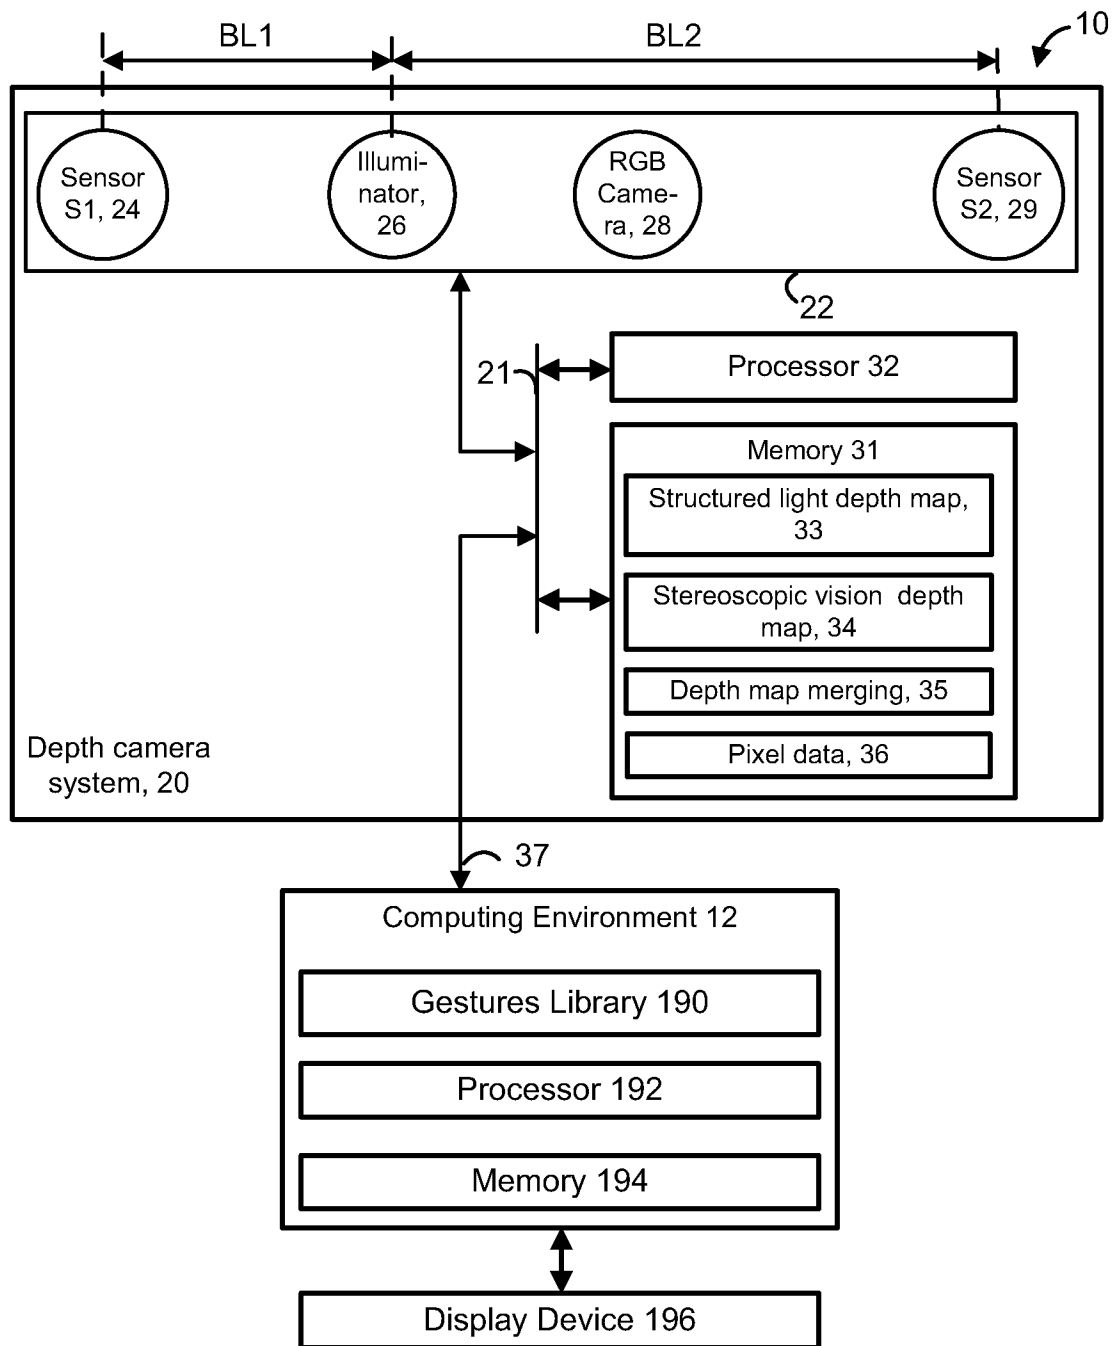 BL1
BL2
10
Sensor
S1, 24
Illumi-
nator,
26
RGB
Came-
ra, 28
Sensor
S2, 29
22
21
Processor 32
Memory 31
Structured light depth map,
33
Stereoscopic vision depth
map, 34
Depth map merging, 35
Pixel data, 36
Depth camera
system, 20
37
Computing Environment 12
Gestures Library 190
Processor 192
Memory 194
Display Device 196